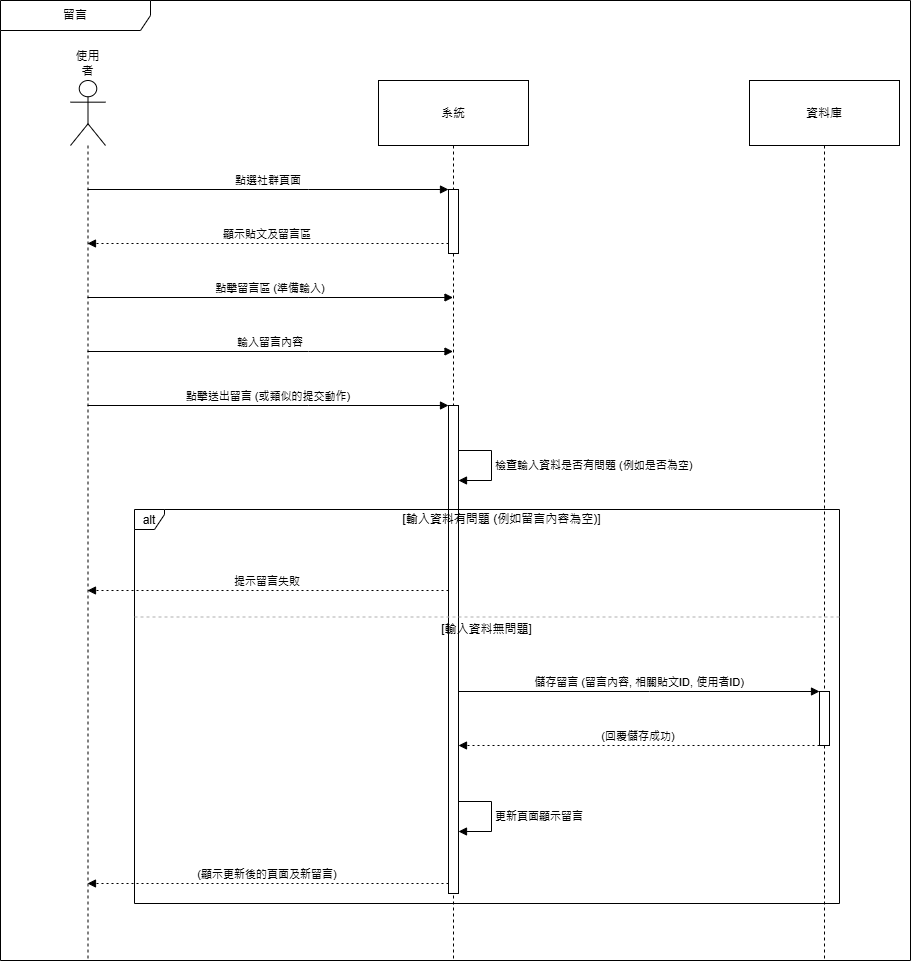 留言
使用
者
系統
資料庫
點選社群頁面
顯示貼文及留言區
點擊留言區 (準備輸入)
輸入留言內容
點擊送出留言 (或類似的提交動作)
檢查輸入資料是否有問題 (例如是否為空)
alt
[輸入資料有問題 (例如留言內容為空)]
提示留言失敗
[輸入資料無問題]
儲存留言 (留言內容, 相關貼文ID, 使用者ID)
(回覆儲存成功)
更新頁面顯示留言
(顯示更新後的頁面及新留言)